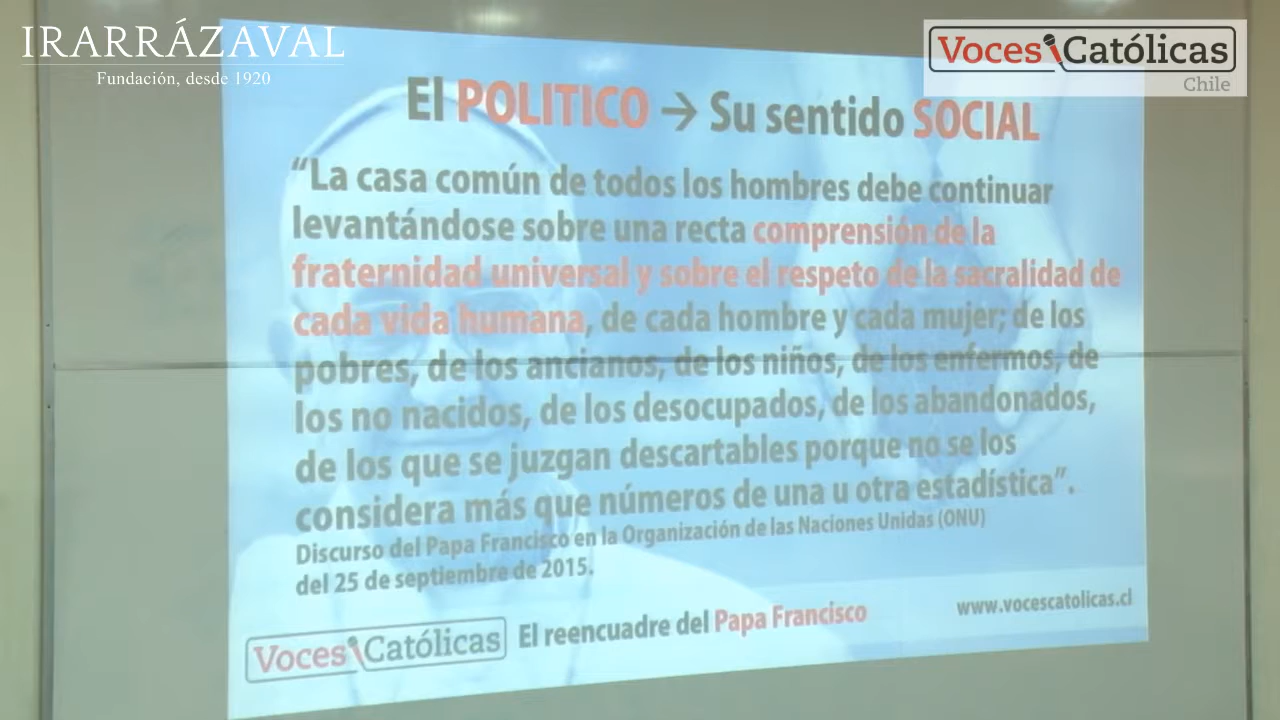 IRARRÁZAVAL
Fundación, desde 1920
Voces Católicas
Chile
El POLITICO → Su sentido SOCIAL
“La casa común de todos los hombres debe continuar
levantándose sobre una recta comprensión de la
fraternidad universal y sobre el respeto de la sacralidad de
cada vida humana, de cada hombre y cada mujer; de los
pobres, de los ancianos, de los niños, de los enfermos, de
los no nacidos, de los desocupados, de los abandonados,
de los que se juzgan descartables porque no se los
considera más que números de una u otra estadística”.
Discurso del Papa Francisco en la Organización de las Naciones Unidas (ONU)
del 25 de septiembre de 2015.
Voces Católicas
El reencuadre del Papa Francisco
www.vocescatolicas.cl